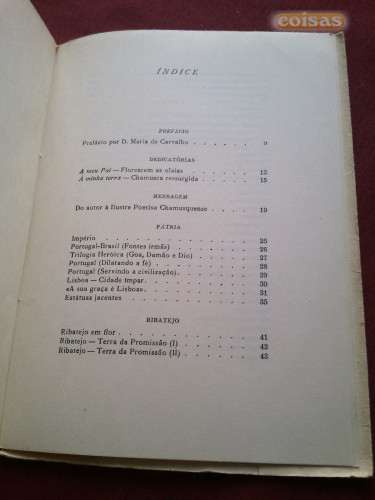 coisas
ÍNDICE
PREFÁCIO
Prefácio por D. Maria de Carvalho . . . . . . 9
DEDICATÓRIAS
A meu Pai — Florescem as olaias . . . . . . 13
À minha terra — Chamusca ressurgida . . . . . . 15
MENSAGEM
Do autor à Ilustre Poetisa Chamusquense . . . . 19
PÁTRIA
Império . . . . . . . . . . 25
Portugal-Brasil (Fontes irmãs) . . . . . . 26
Trilogia Heróica (Goa, Damão e Dio) . . . . . 27
Portugal (Dilatando a fé) . . . . . . . 28
Portugal (Servindo a civilização) . . . . . . 29
Lisboa — Cidade ímpar . . . . . . . . 30
«A sua graça é Lisboa» . . . . . . . . 31
Estátuas jacentes . . . . . . . . . 35
RIBATEJO
Ribatejo em flor . . . . . . . . . 41
Ribatejo — Terra da Promissão (I) . . . . . . 42
Ribatejo — Terra da Promissão (II) . . . . . . 43